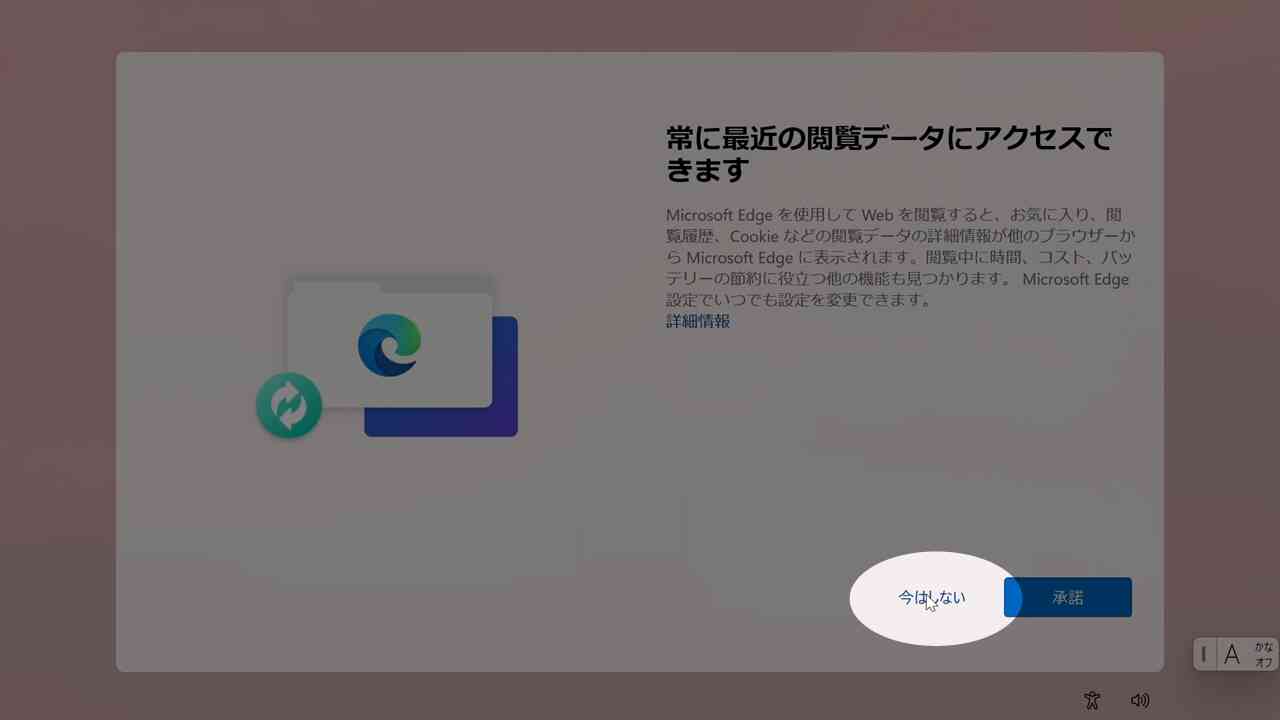 常に最近の閲覧データにアクセスで
きます
Microsoft Edge を使用して Web を閲覧すると、お気に入り、閲
覧履歴、Cookie などの閲覧データの詳細情報が他のブラウザーか
ら Microsoft Edge に表示されます。閲覧中に時間、コスト、バッ
テリーの節約に役立つ他の機能も見つかります。 Microsoft Edge
設定でいつでも設定を変更できます。
詳細情報
今はしない
承諾
A
かな
オフ